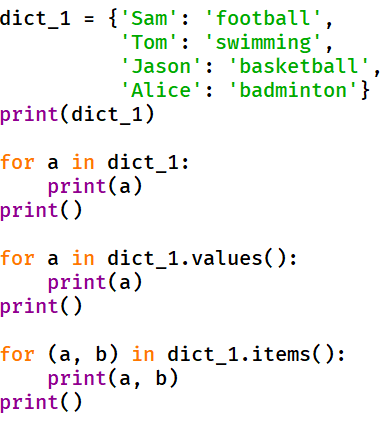 dict_1 = {'Sam': 'football',
          'Tom': 'swimming',
          'Jason': 'basketball',
          'Alice': 'badminton'}
print(dict_1)

for a in dict_1:
    print(a)
print()

for a in dict_1.values():
    print(a)
print()

for (a, b) in dict_1.items():
    print(a, b)
print()